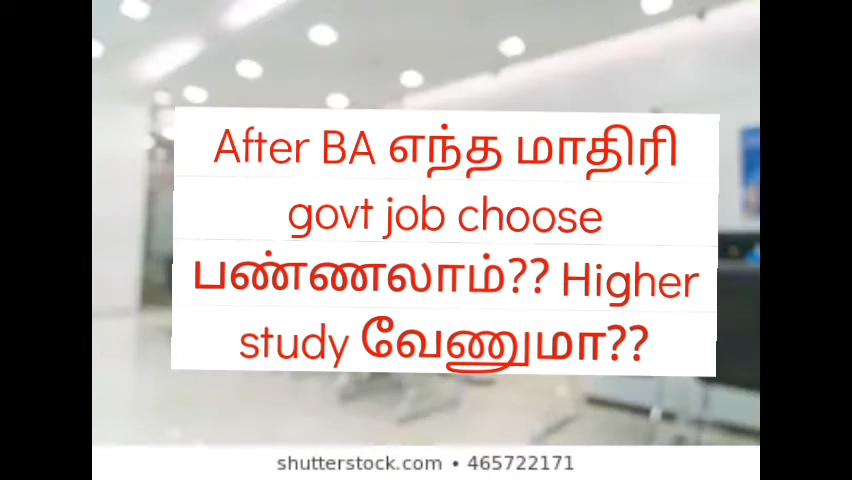 After BA எந்த மாதிரி
govt job choose
பண்ணலாம்?? Higher
study வேணுமா??
shutterstock.com • 465722171